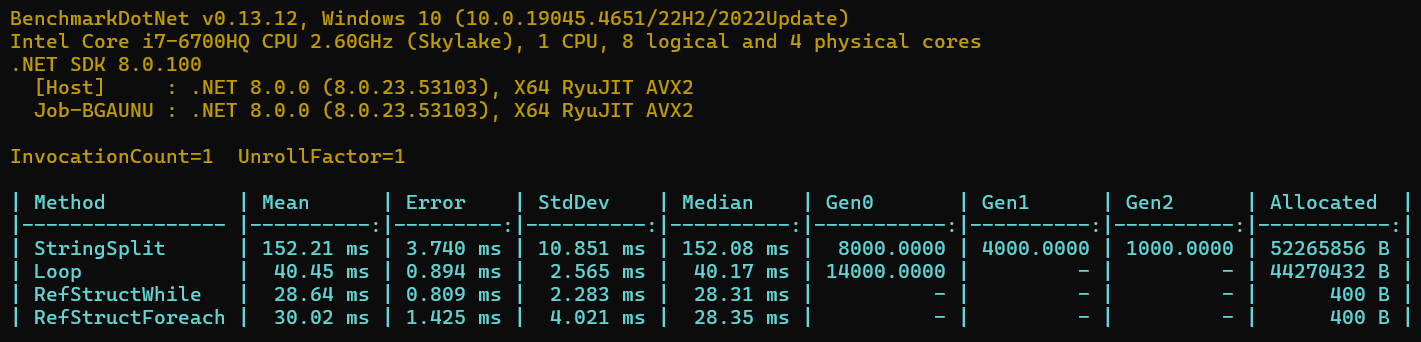 BenchmarkDotNet v0.13.12, Windows 10 (10.0.19045.4651/22H2/2022Update)
Intel Core i7-6700HQ CPU 2.60GHz (Skylake), 1 CPU, 8 logical and 4 physical cores
.NET SDK 8.0.100
  [Host]     : .NET 8.0.0 (8.0.23.53103), X64 RyuJIT AVX2
  Job-BGAUNU : .NET 8.0.0 (8.0.23.53103), X64 RyuJIT AVX2

InvocationCount=1  UnrollFactor=1

| Method           | Mean      | Error    | StdDev    | Median    | Gen0       | Gen1      | Gen2      | Allocated  |
|----------------- |----------:|---------:|----------:|----------:|-----------:|----------:|----------:|-----------:|
| StringSplit      | 152.21 ms | 3.740 ms | 10.851 ms | 152.08 ms |  8000.0000 | 4000.0000 | 1000.0000 | 52265856 B |
| Loop             |  40.45 ms | 0.894 ms |  2.565 ms |  40.17 ms | 14000.0000 |         - |         - | 44270432 B |
| RefStructWhile   |  28.64 ms | 0.809 ms |  2.283 ms |  28.31 ms |          - |         - |         - |      400 B |
| RefStructForeach |  30.02 ms | 1.425 ms |  4.021 ms |  28.35 ms |          - |         - |         - |      400 B |